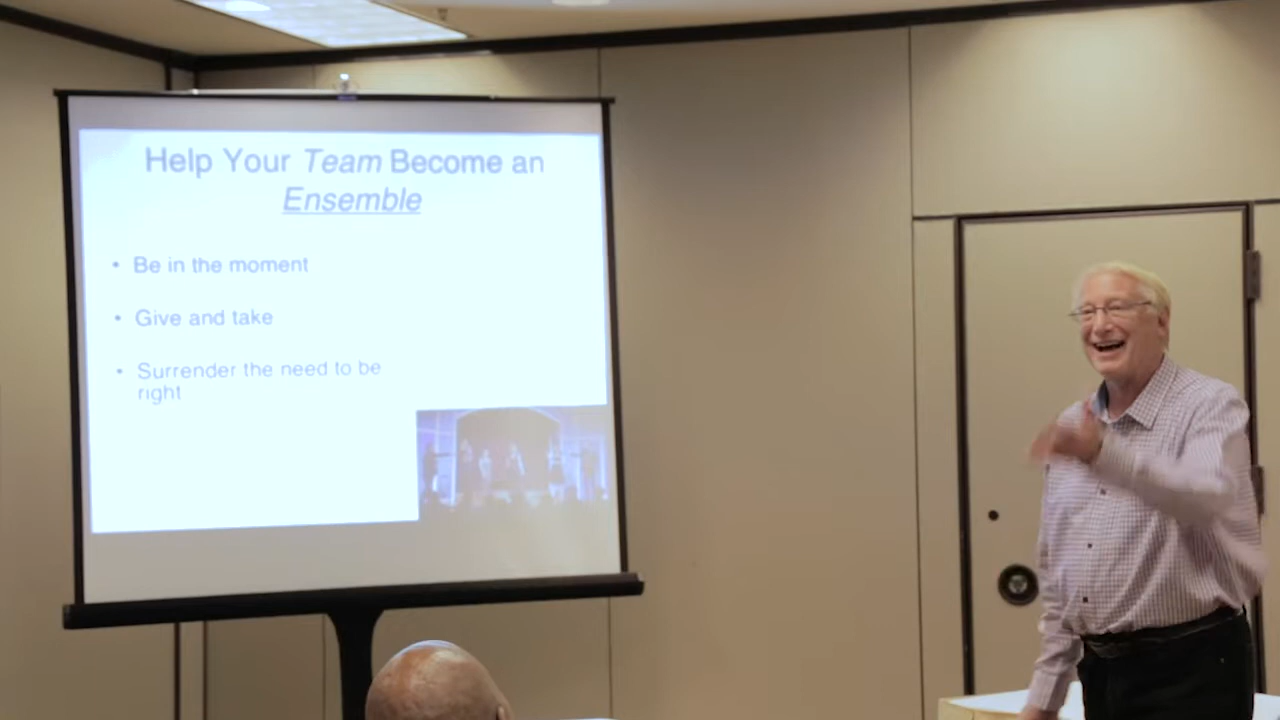 Help Your Team Become an
Ensemble
• Be in the moment
• Give and take
• Surrender the need to be
right